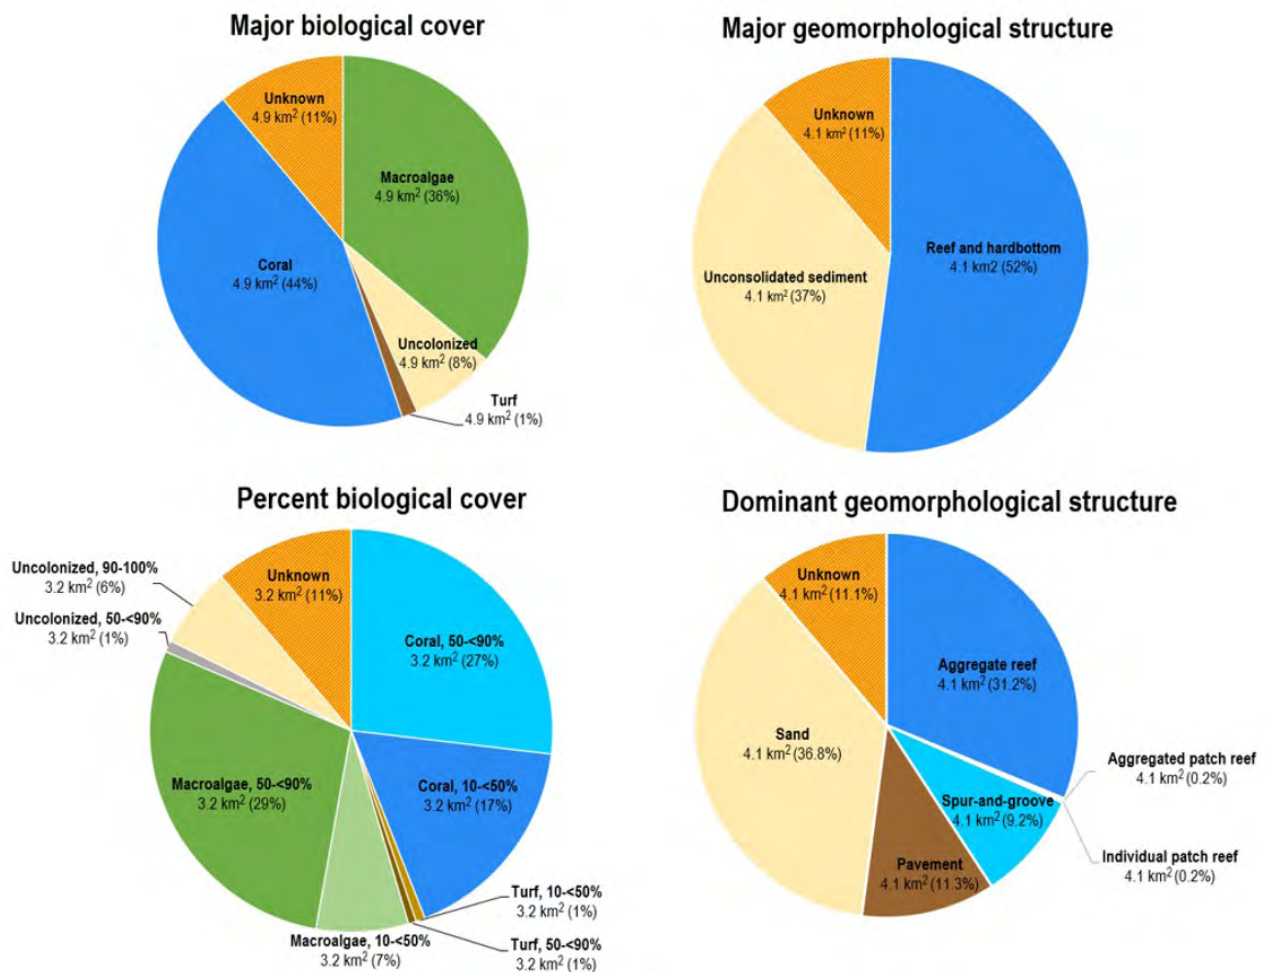 Major biological cover
Unknown
4.9 km² (11%)
Macroalgae
4.9 km² (36%)
Coral
4.9 km² (44%)
Uncolonized
4.9 km² (8%)
Turf
4.9 km² (1%)
Major geomorphological structure
Unknown
4.1 km² (11%)
Reef and hardbottom
4.1 km2 (52%)
Unconsolidated sediment
4.1 km² (37%)
Percent biological cover
Uncolonized, 90-100%
3.2 km² (6%)
Uncolonized, 50-<90%
3.2 km² (1%)
Unknown
3.2 km² (11%)
Coral, 50-<90%
3.2 km² (27%)
Macroalgae, 50-<90%
3.2 km² (29%)
Coral, 10-<50%
3.2 km² (17%)
Turf, 10-<50%
3.2 km² (1%)
Macroalgae, 10-<50%
3.2 km² (7%)
Turf, 50-<90%
3.2 km² (1%)
Dominant geomorphological structure
Unknown
4.1 km² (11.1%)
Aggregate reef
4.1 km² (31.2%)
Sand
4.1 km² (36.8%)
Aggregated patch reef
4.1 km² (0.2%)
Spur-and-groove
4.1 km² (9.2%)
Pavement
4.1 km² (11.3%)
Individual patch reef
4.1 km² (0.2%)